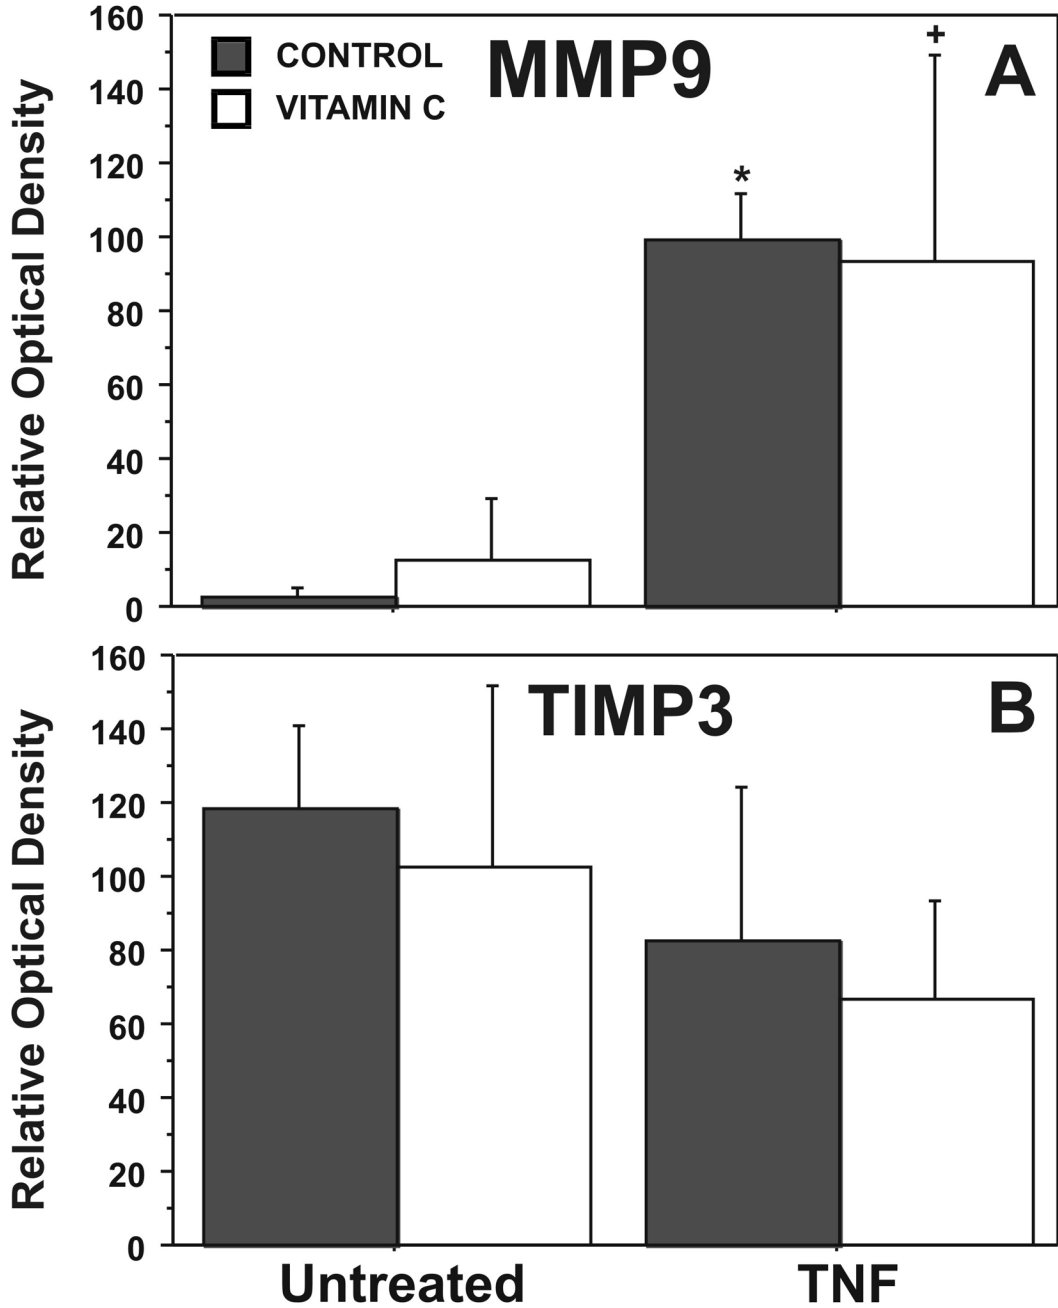 MMP9
A
CONTROL
VITAMIN C
*
+
Relative Optical Density
160
140
120
100
80
60
40
20
0
TIMP3
B
Relative Optical Density
160
140
120
100
80
60
40
20
0
Untreated
TNF